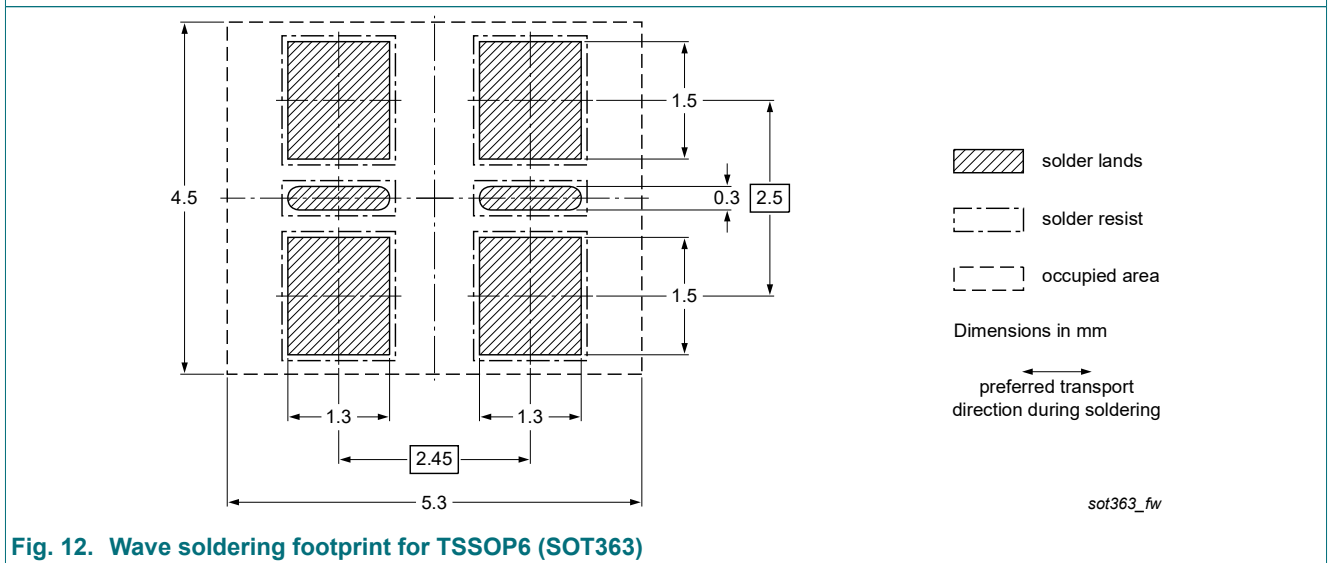 1.5
solder lands
4.5
0.3 2.5
solder resist
occupied area
1.5
Dimensions in mm
preferred transport
direction during soldering
1.3 1.3
2.45
5.3
sot363_fw
Fig. 12. Wave soldering footprint for TSSOP6 (SOT363)